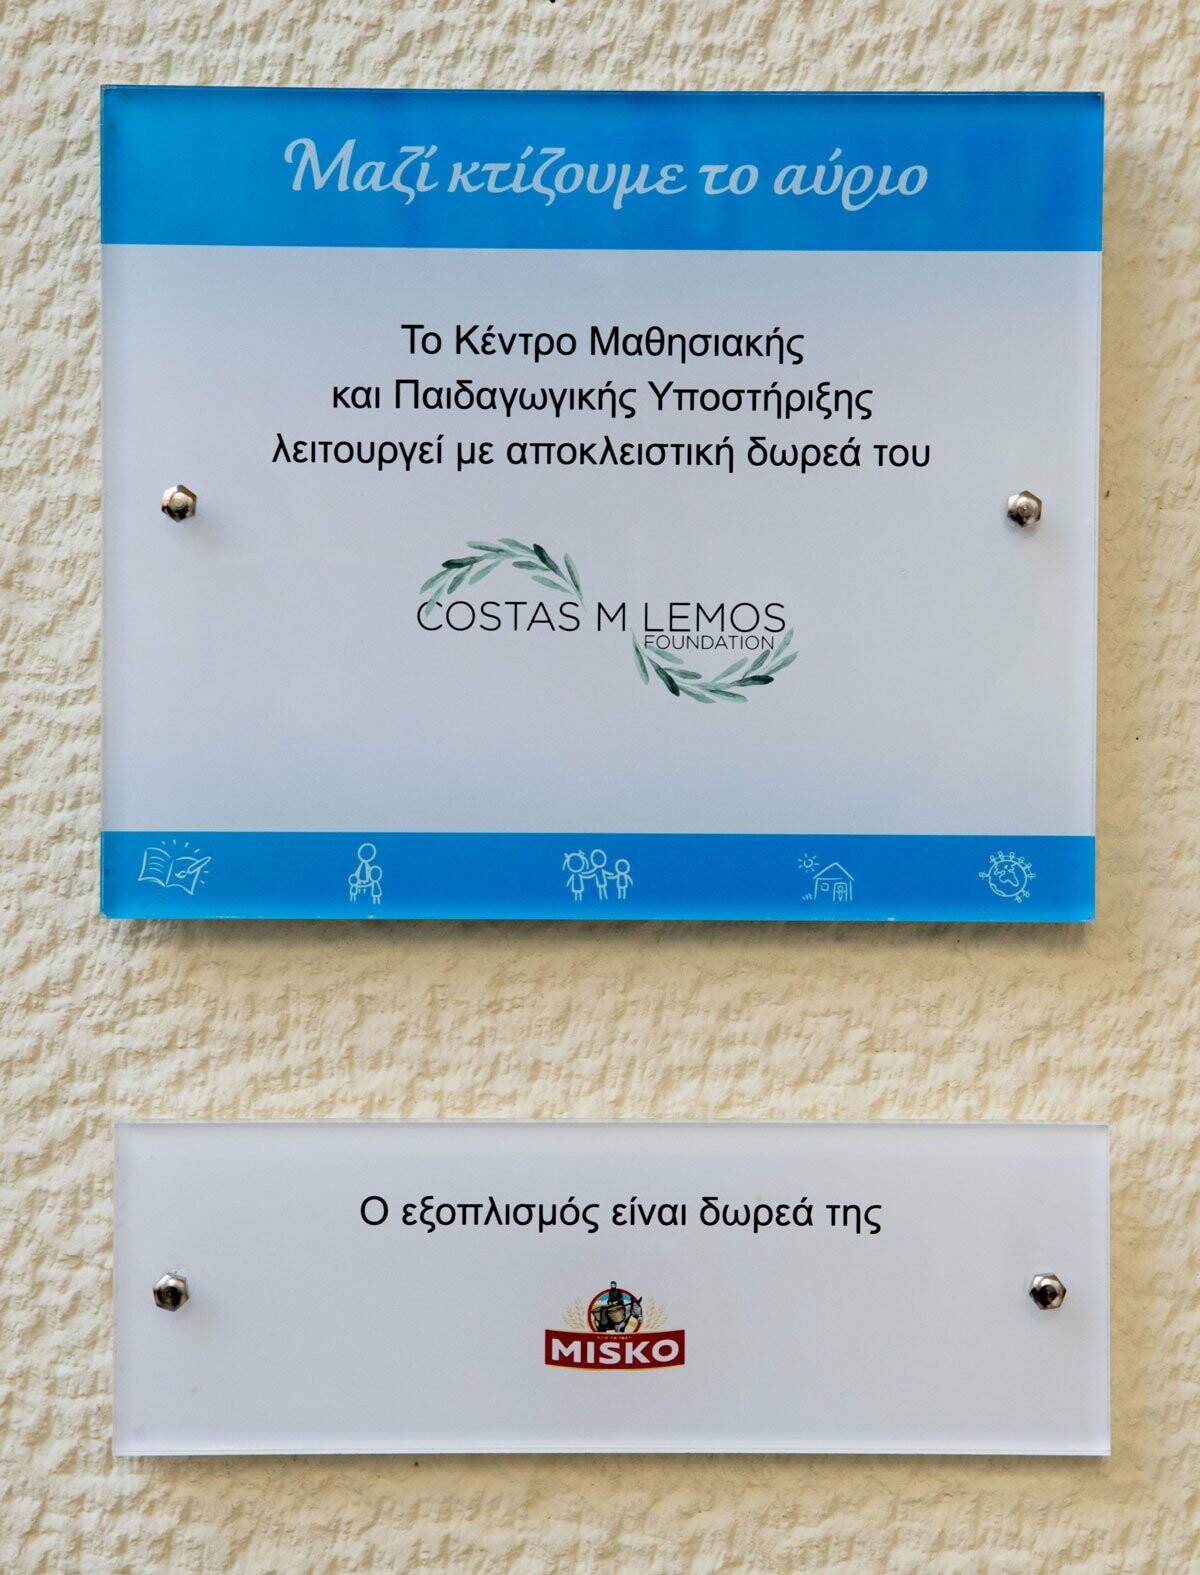 Μαζί κτίζουμε το αύριο
Το Κέντρο Μαθησιακής
και Παιδαγωγικής Υποστήριξης
λειτουργεί με αποκλειστική δωρεά του
COSTAS M LEMOS
FOUNDATION
Ο εξοπλισμός είναι δωρεά της
MISKO